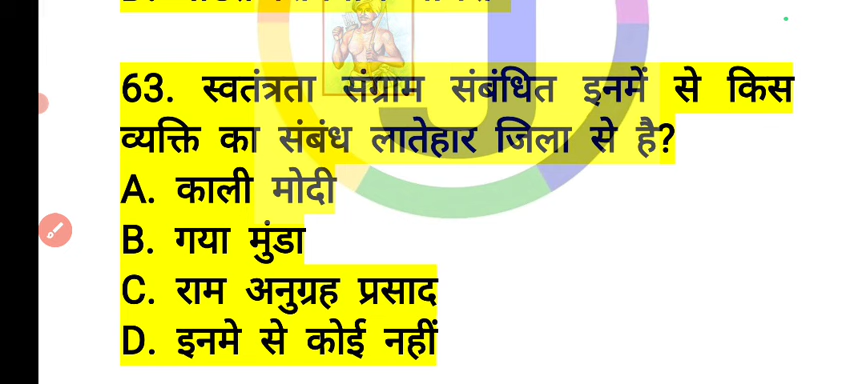 63. स्वतंत्रता संग्राम संबंधित इनमें से किस
व्यक्ति का संबंध लातेहार जिला से है?
A. काली मोदी
B. गया मुंडा
C. राम अनुग्रह प्रसाद
D. इनमे से कोई नहीं